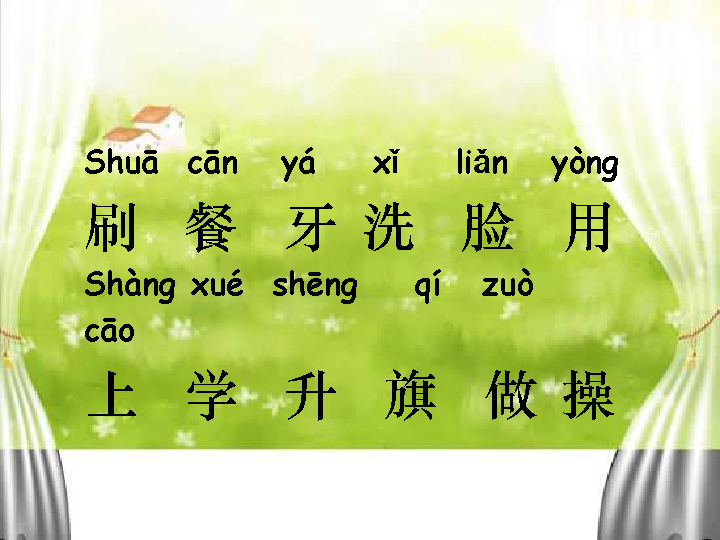 Shuā cān yá xǐ liǎn yòng
刷 餐 牙 洗 脸 用
Shàng xué shēng qí zuò
cāo
上 学 升 旗 做 操